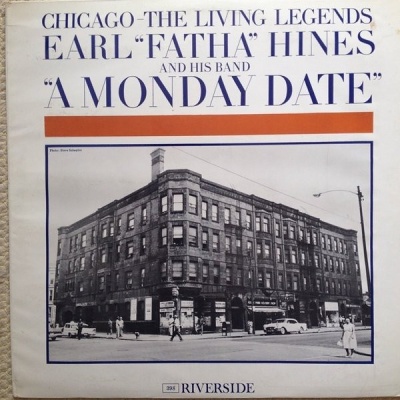 CHICAGO-THE LIVING LEGENDS
EARL "FATHA" HINES
AND HIS BAND
"A MONDAY DATE"
RIVERSIDE